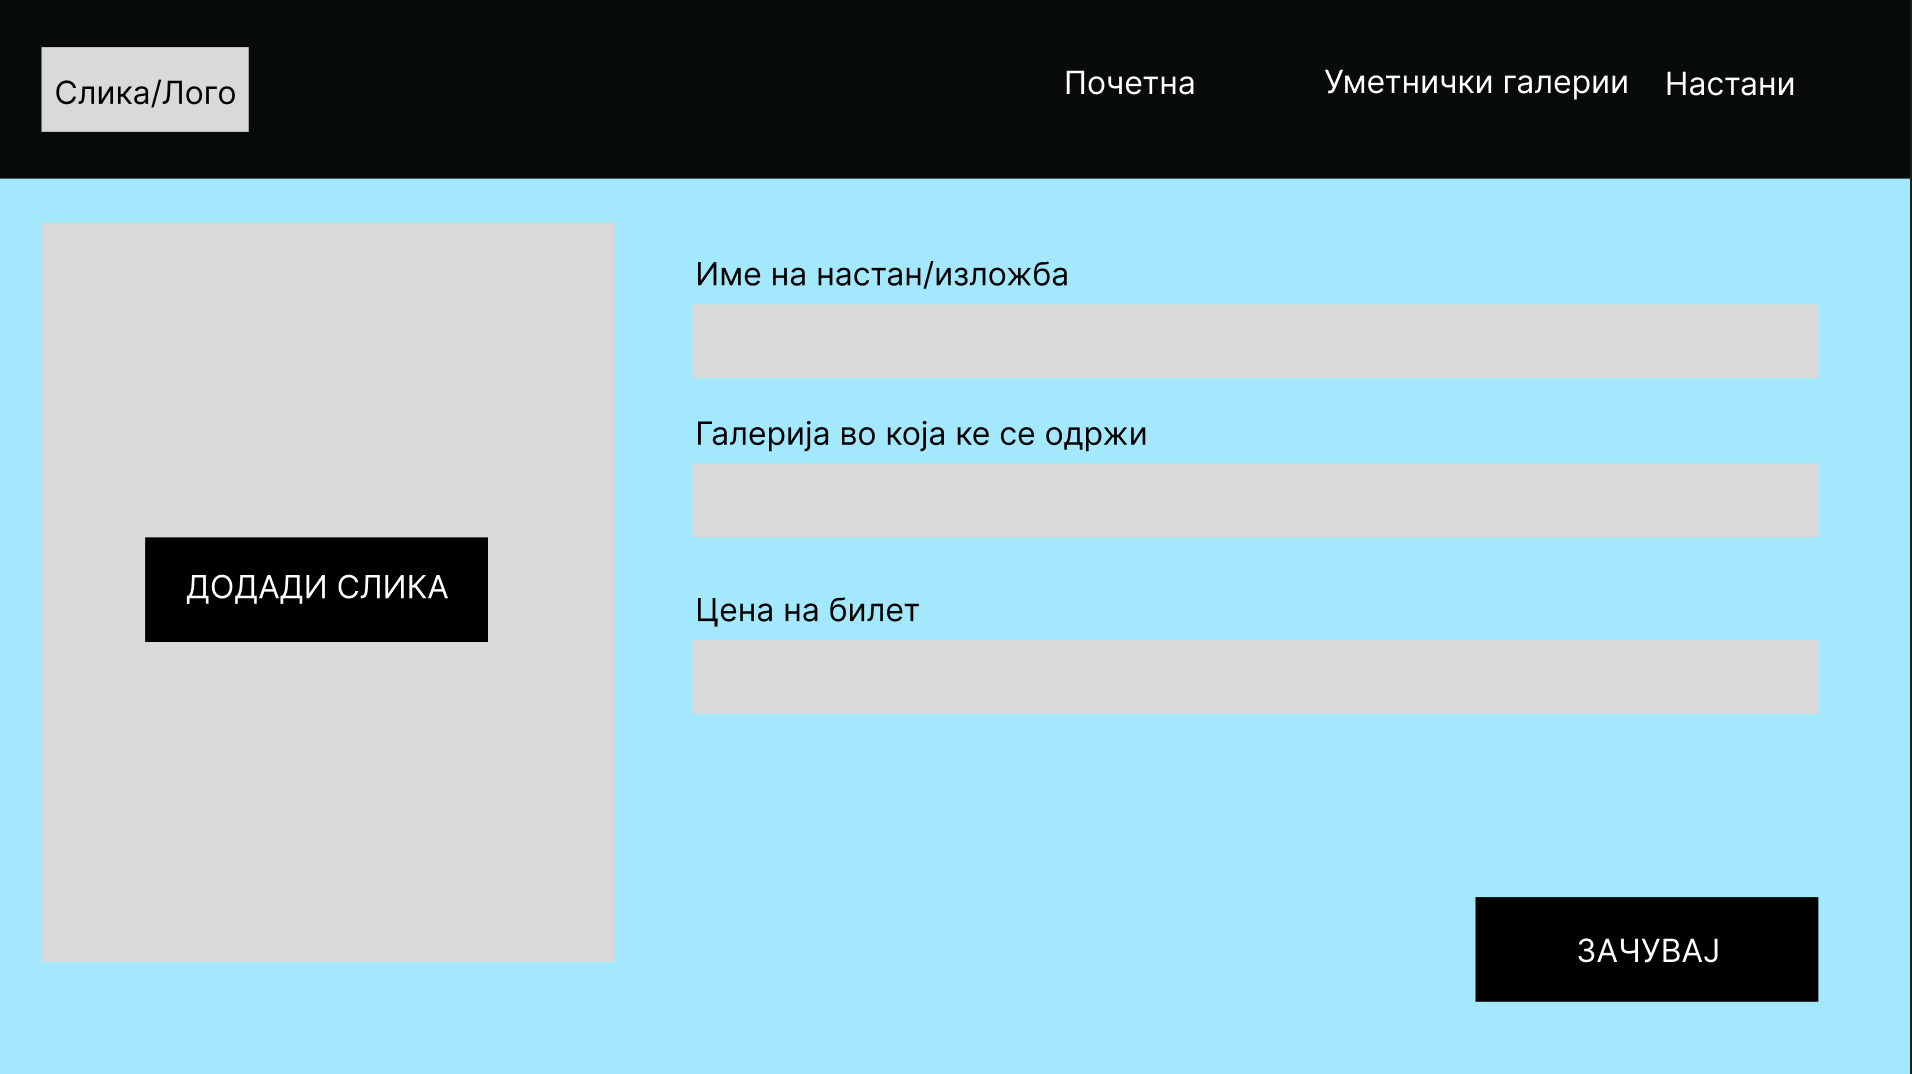 Слика/Лого
Почетна
Уметнички галерии
Настани
Име на настан/изложба
Галерија во која ке се одржи
ДОДАДИ СЛИКА
Цена на билет
ЗАЧУВАЈ